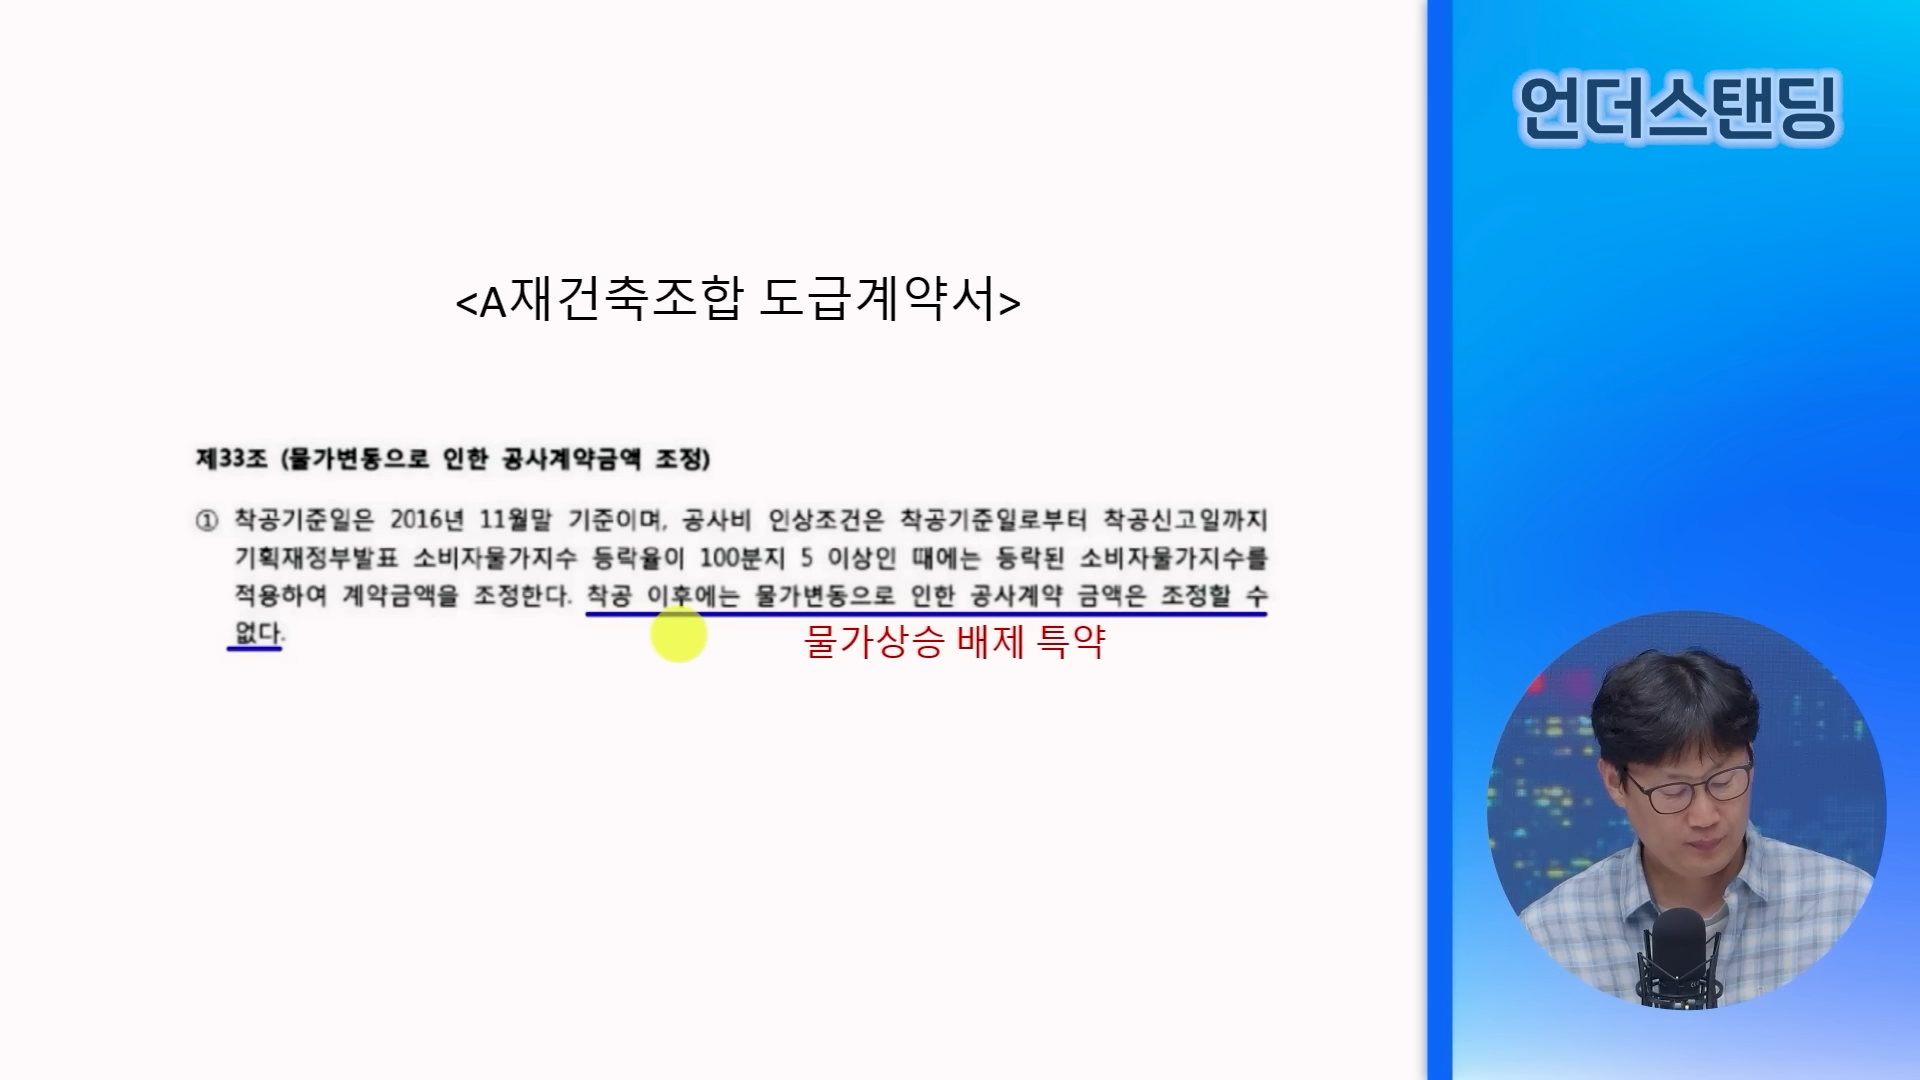 언더스탠딩
<A재건축조합 도급계약서>
제33조 (물가변동으로 인한 공사계약금액 조정)
① 착공기준일은 2016년 11월말 기준이며, 공사비 인상조건은 착공기준일로부터 착공신고일까지
기획재정부발표 소비자물가지수 등락율이 100분지 5 이상인 때에는 등락된 소비자물가지수를
적용하여 계약금액을 조정한다. 착공 이후에는 물가변동으로 인한 공사계약 금액은 조정할 수
없다.
물가상승 배제 특약